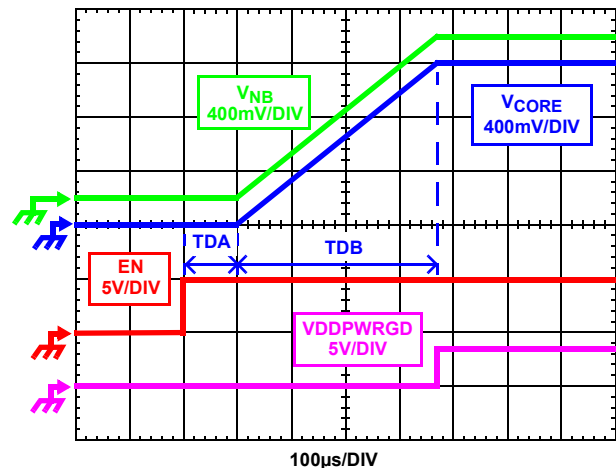 VNB
400mV/DIV
VCORE
400mV/DIV
TDA
TDB
EN
5V/DIV
VDDPWRGD
5V/DIV
100µs/DIV